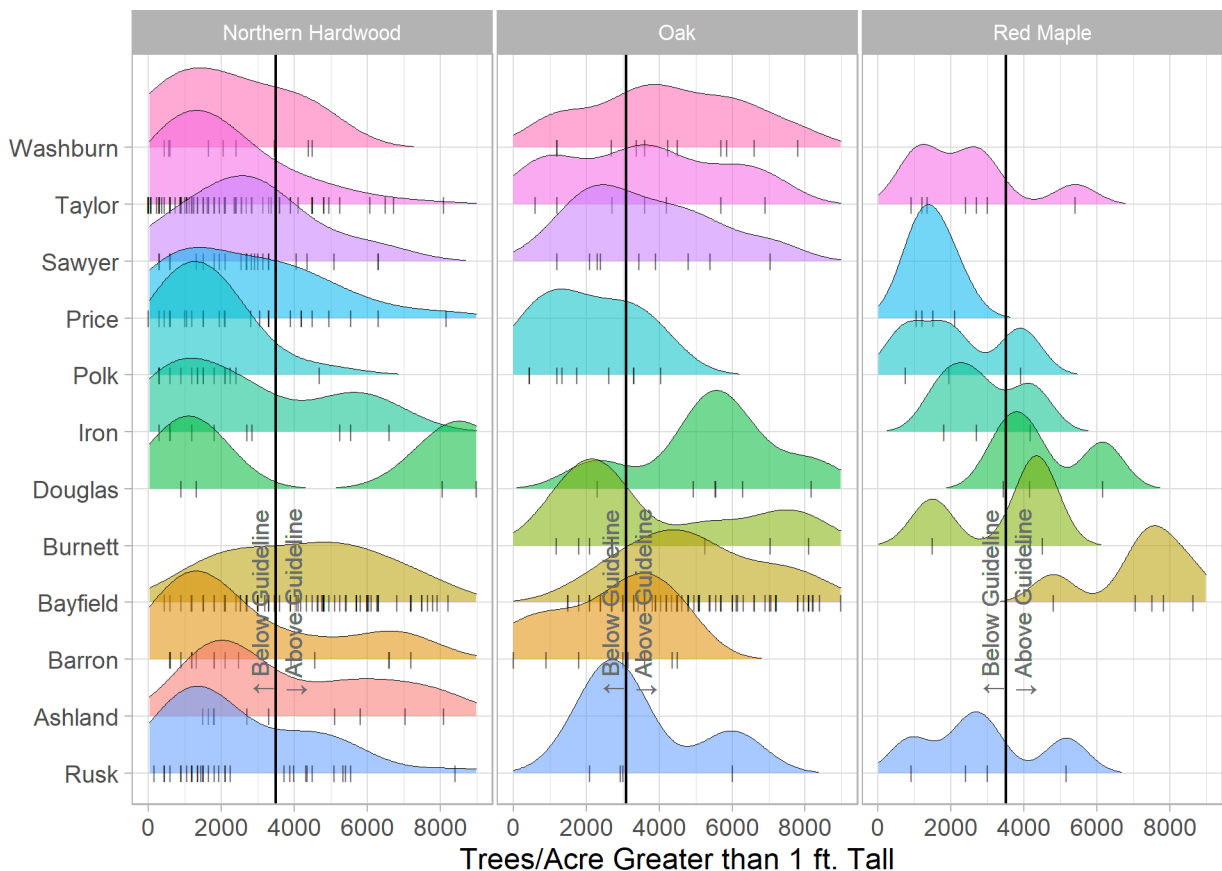 Northern Hardwood
Oak
Red Maple
Washburn
Taylor
Sawyer
Price
Polk
Iron
Douglas
Burnett
Bayfield
Barron
Ashland
Rusk
Below Guideline
Above Guideline
Below Guideline
Above Guideline
Below Guideline
Above Guideline
0 2000 4000 6000 8000
0 2000 4000 6000 8000
0 2000 4000 6000 8000
Trees/Acre Greater than 1 ft. Tall